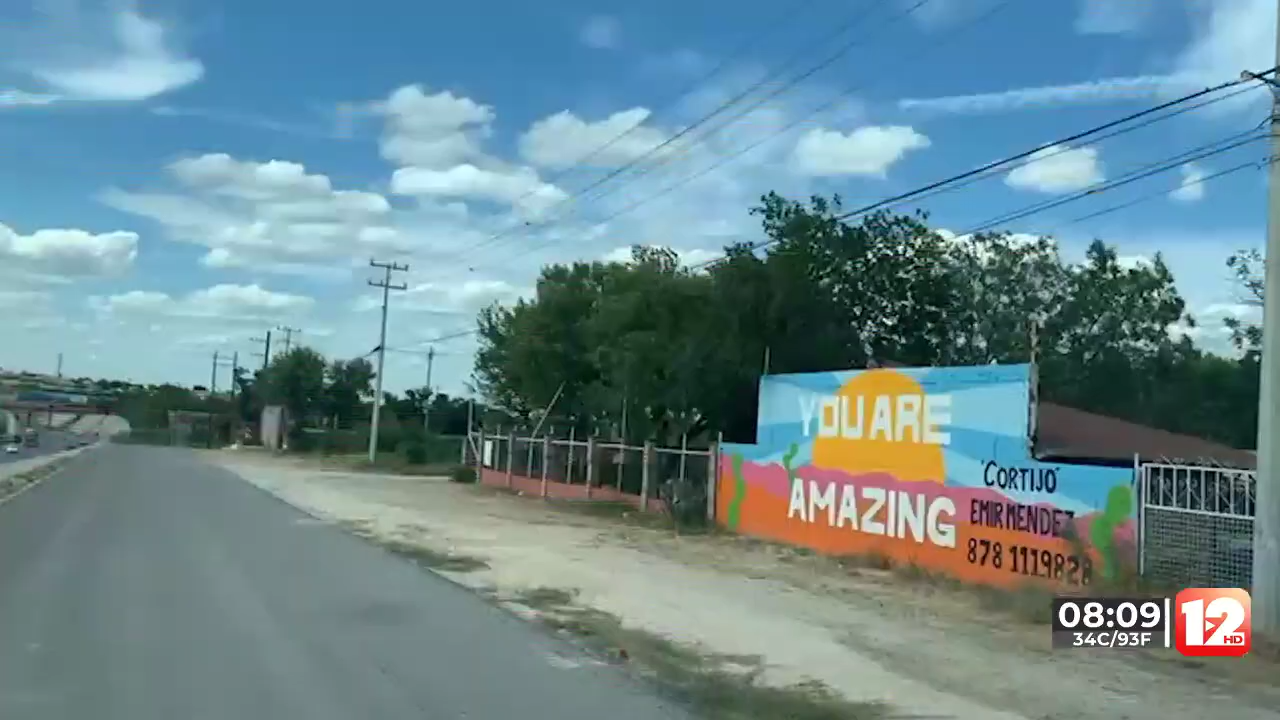 YOU ARE
AMAZING
"CORTIJO"
EMIR MENDEZ
878 1119828
08:09
34C/93F
12
HD